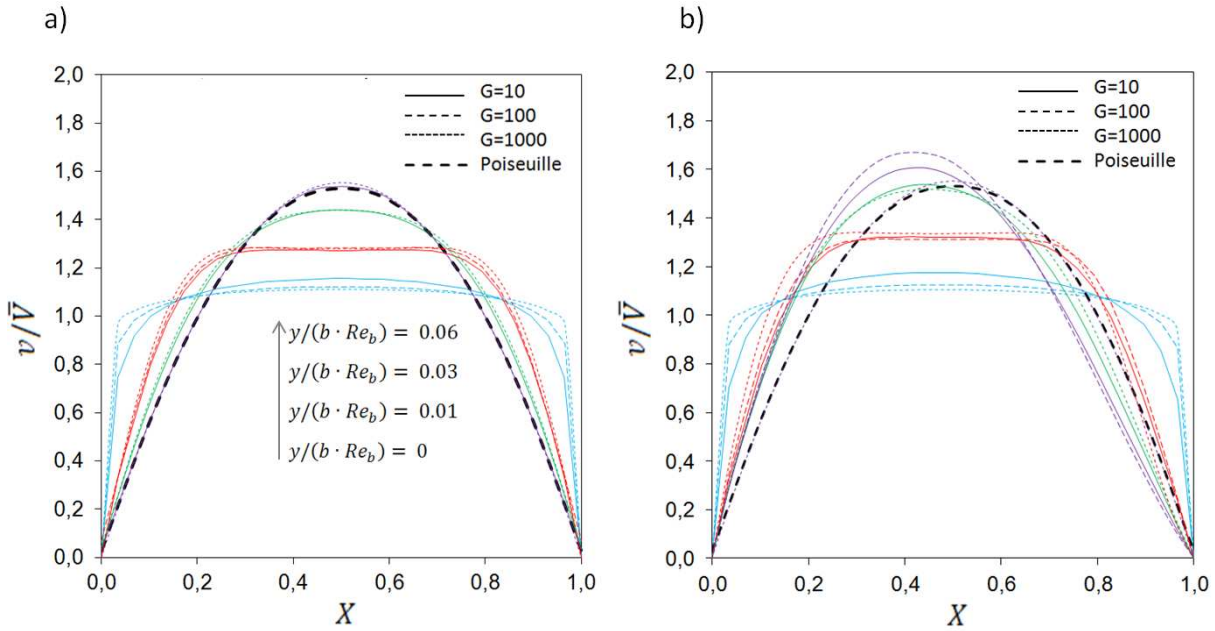 a)
2,0
1,8
1,6
1,4
1,2
1,0
0,8
0,6
0,4
0,2
0,0
v/V̅
G=10
G=100
G=1000
Poiseuille
y/(b · Re_b) = 0.06
y/(b · Re_b) = 0.03
y/(b · Re_b) = 0.01
y/(b · Re_b) = 0
0,0 0,2 0,4 0,6 0,8 1,0
X
b)
2,0
1,8
1,6
1,4
1,2
1,0
0,8
0,6
0,4
0,2
0,0
v/V̅
G=10
G=100
G=1000
Poiseuille
0,0 0,2 0,4 0,6 0,8 1,0
X